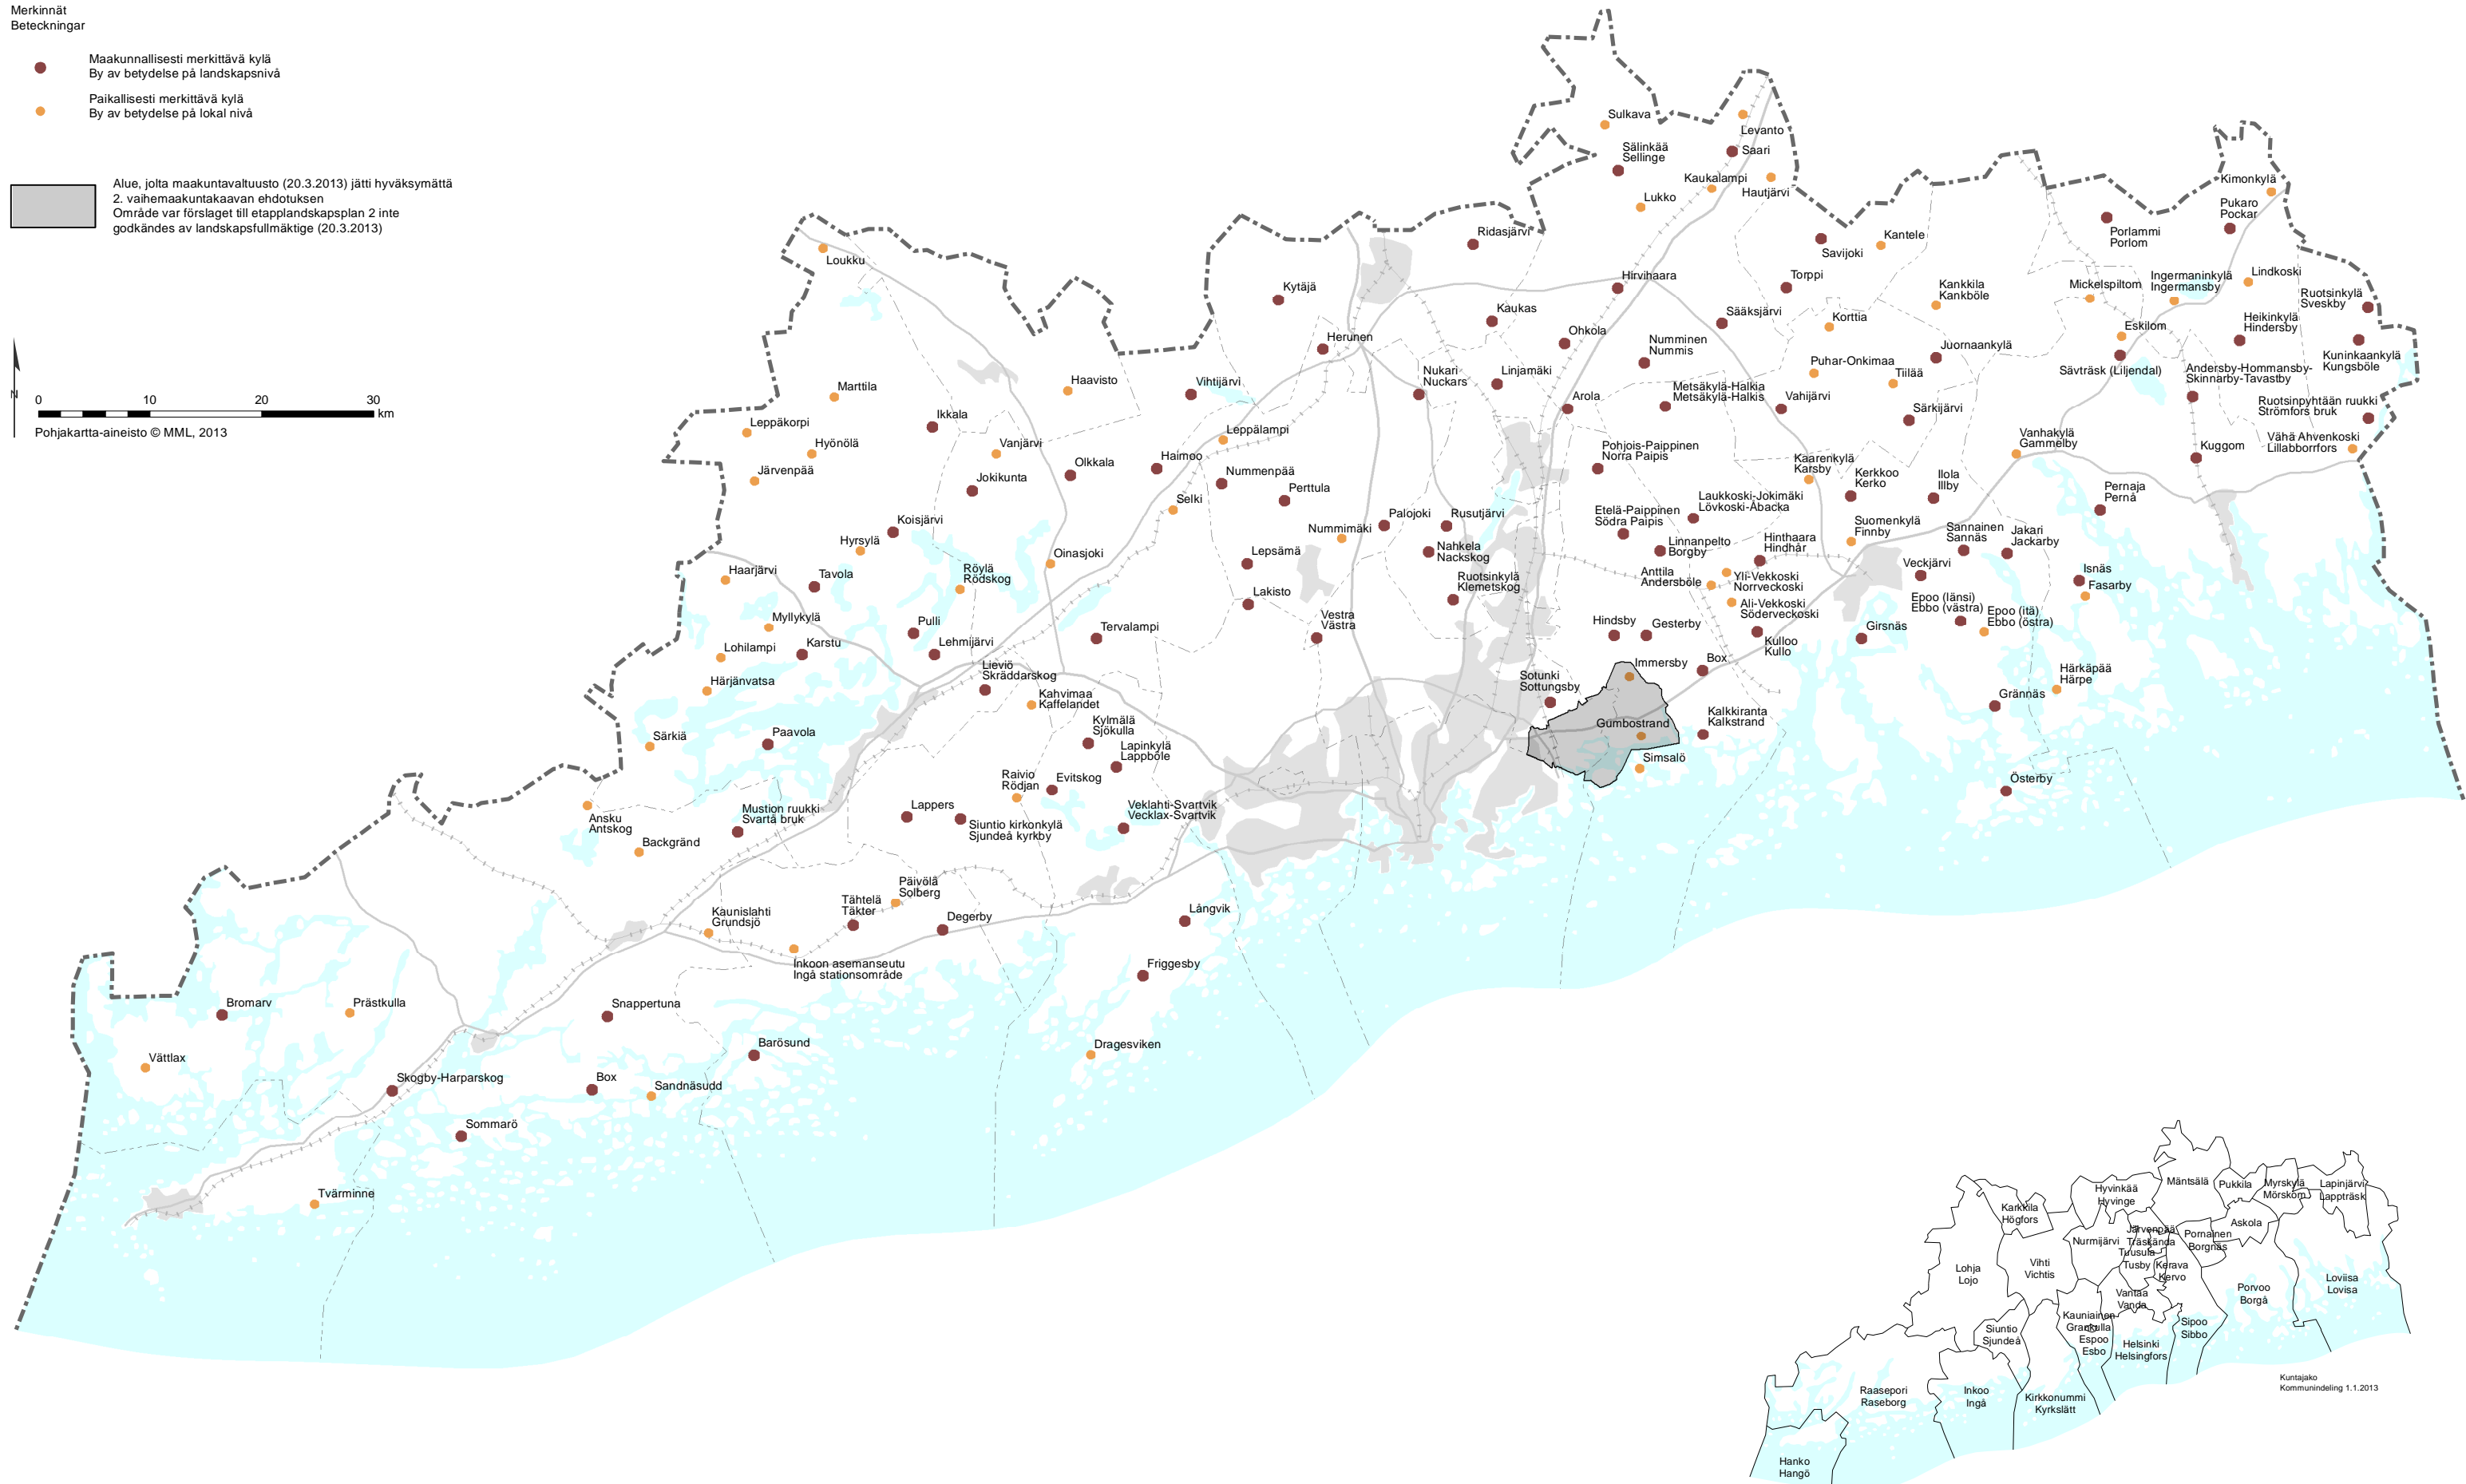 Merkinnät
Beteckningar
Maakunnallisesti merkittävä kylä
By av betydelse på landskapsnivå
Paikallisesti merkittävä kylä
By av betydelse på lokal nivå
Alue, jolta maakuntavaltuusto (20.3.2013) jätti hyväksymättä
2. vaihemaakuntakaavan ehdotuksen
Område var förslaget till etapplandskapsplan 2 inte
godkändes av landskapsfullmäktige (20.3.2013)
N
0 10 20 30
km
Pohjakartta-aineisto © MML, 2013
Sulkava
Levanto
Sälinkää
Sellinge
Saari
Kaukalampi
Hautjärvi
Lukko
Kimonkylä
Pukaro
Pockar
Porlammi
Porlom
Ridasjärvi
Savijoki
Kantele
Loukku
Kytäjä
Hirvihaara
Torppi
Kankkila
Kankböle
Mickelspiltom
Ingermaninkylä
Ingermansby
Lindkoski
Ruotsinkylä
Sveskby
Kaukas
Sääksjärvi
Korttia
Eskilom
Heikinkylä
Hindersby
Herunen
Ohkola
Numminen
Nummis
Juornaankylä
Kuninkaankylä
Kungsböle
Puhar-Onkimaa
Tiilää
Sävträsk (Liljendal)
Andersby-Hommansby-
Skinnarby-Tavastby
Marttila
Haavisto
Vihtijärvi
Nukari
Nuckars
Linjamäki
Arola
Metsäkylä-Halkia
Metsäkylä-Halkis
Vahijärvi
Särkijärvi
Ruotsinpyhtään ruukki
Strömfors bruk
Leppäkorpi
Hyönölä
Ikkala
Vanjärvi
Leppälampi
Vanhakylä
Gammelby
Kuggom
Vähä Ahvenkoski
Lillabborrfors
Järvenpää
Jokikunta
Olkkala
Haimoo
Nummenpää
Pohjois-Paippinen
Norra Paipis
Kaarenkylä
Karsby
Kerkkoo
Kerko
Ilola
Illby
Pernaja
Pernå
Selki
Perttula
Laukkoski-Jokimäki
Lövkoski-Åbacka
Koisjärvi
Nummimäki
Palojoki
Rusutjärvi
Etelä-Paippinen
Södra Paipis
Suomenkylä
Finnby
Sannainen
Sannäs
Jakari
Jackarby
Hyrsylä
Oinasjoki
Lepsämä
Nahkela
Nackskog
Linnanpelto
Borgby
Hinthaara
Hindhår
Haarjärvi
Tavola
Röylä
Rödskog
Lakisto
Ruotsinkylä
Klemetskog
Anttila
Andersböle
Yli-Vekkoski
Norrveckoski
Veckjärvi
Isnäs
Fasarby
Myllykylä
Pulli
Tervalampi
Vestra
Västra
Hindsby
Gesterby
Ali-Vekkoski
Söderveckoski
Kulloo
Kullo
Girsnäs
Epoo (länsi)
Ebbo (västra)
Epoo (itä)
Ebbo (östra)
Lohilampi
Karstu
Lehmijärvi
Härjänvatsa
Lieviö
Skräddarskog
Kahvimaa
Kaffelandet
Sotunki
Sottungsby
Immersby
Box
Härkäpää
Härpe
Grännäs
Särkiä
Paavola
Kylmälä
Sjökulla
Lapinkylä
Lappböle
Gumbostrand
Kalkkiranta
Kalkstrand
Simsalö
Österby
Raivio
Rödjan
Evitskog
Ansku
Antskog
Mustion ruukki
Svartå bruk
Lappers
Siuntio kirkonkylä
Sjundeå kyrkby
Veklahti-Svartvik
Vecklax-Svartvik
Backgränd
Päivölä
Solberg
Kaunislahti
Grundsjö
Tähtelä
Täkter
Degerby
Långvik
Inkoon asemanseutu
Ingå stationsområde
Friggesby
Bromarv
Prästkulla
Snappertuna
Barösund
Dragesviken
Vättlax
Skogby-Harparskog
Box
Sandnäsudd
Sommarö
Tvärminne
Mäntsälä
Hyvinkää
Hyvinge
Pukkila
Myrskylä
Mörskom
Lapinjärvi
Lappträsk
Karkkila
Högfors
Askola
Järvenpää
Träskända
Nurmijärvi
Pornainen
Borgnäs
Tuusula
Tusby
Kerava
Kervo
Lohja
Lojo
Vihti
Vichtis
Porvoo
Borgå
Loviisa
Lovisa
Vantaa
Vanda
Kauniainen
Grankulla
Espoo
Esbo
Sipoo
Sibbo
Siuntio
Sjundeå
Helsinki
Helsingfors
Raasepori
Raseborg
Inkoo
Ingå
Kirkkonummi
Kyrkslätt
Hanko
Hangö
Kuntajako
Kommunindeling 1.1.2013